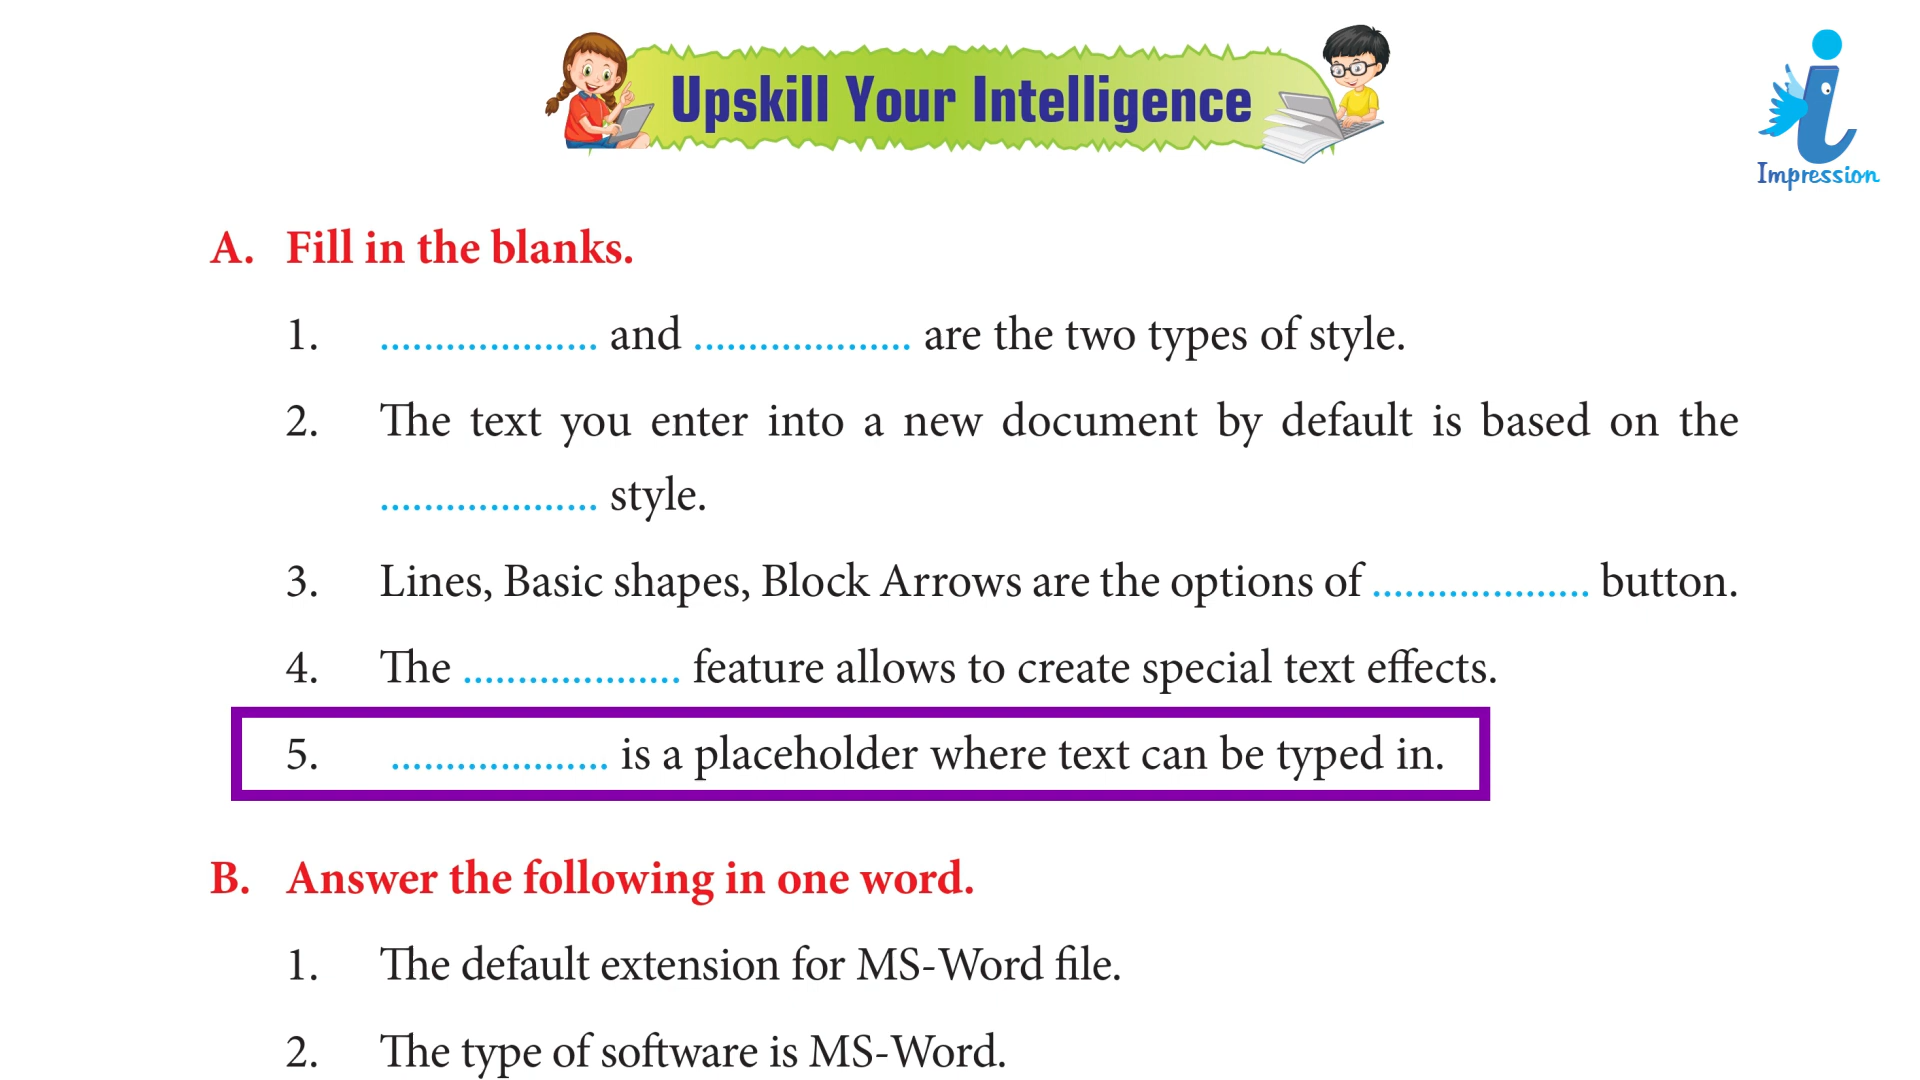 Upskill Your Intelligence
Impression
A. Fill in the blanks.
1. .................... and .................... are the two types of style.
2. The text you enter into a new document by default is based on the
.................... style.
3. Lines, Basic shapes, Block Arrows are the options of .................... button.
4. The .................... feature allows to create special text effects.
5. .................... is a placeholder where text can be typed in.
B. Answer the following in one word.
1. The default extension for MS-Word file.
2. The type of software is MS-Word.